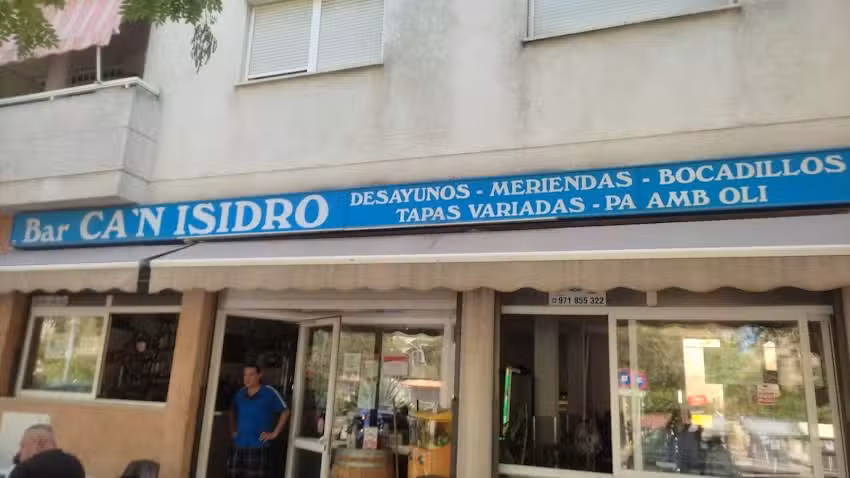 Bar CA'N ISIDRO
DESAYUNOS - MERIENDAS - BOCADILLOS
TAPAS VARIADAS - PA AMB OLI
971 855 322